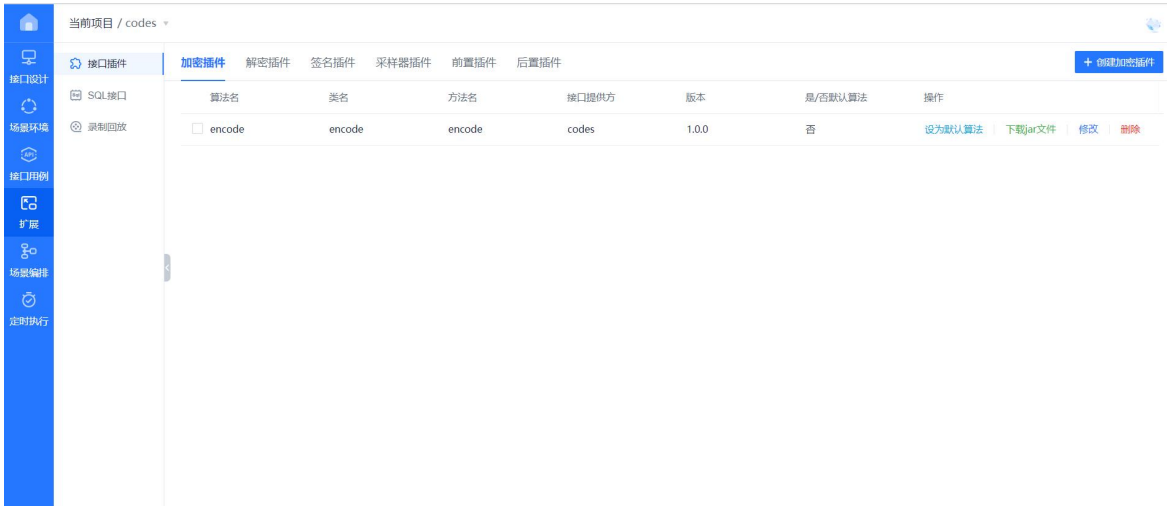 当前项目 / codes
接口设计
场景环境
API
接口用例
扩展
场景编排
定时执行
接口插件
SQL接口
录制回放
加密插件 解密插件 签名插件 采样器插件 前置插件 后置插件
+ 创建加密插件
算法名 类名 方法名 接口提供方 版本 是/否默认算法 操作
encode encode encode codes 1.0.0 否 设为默认算法 下载jar文件 修改 删除